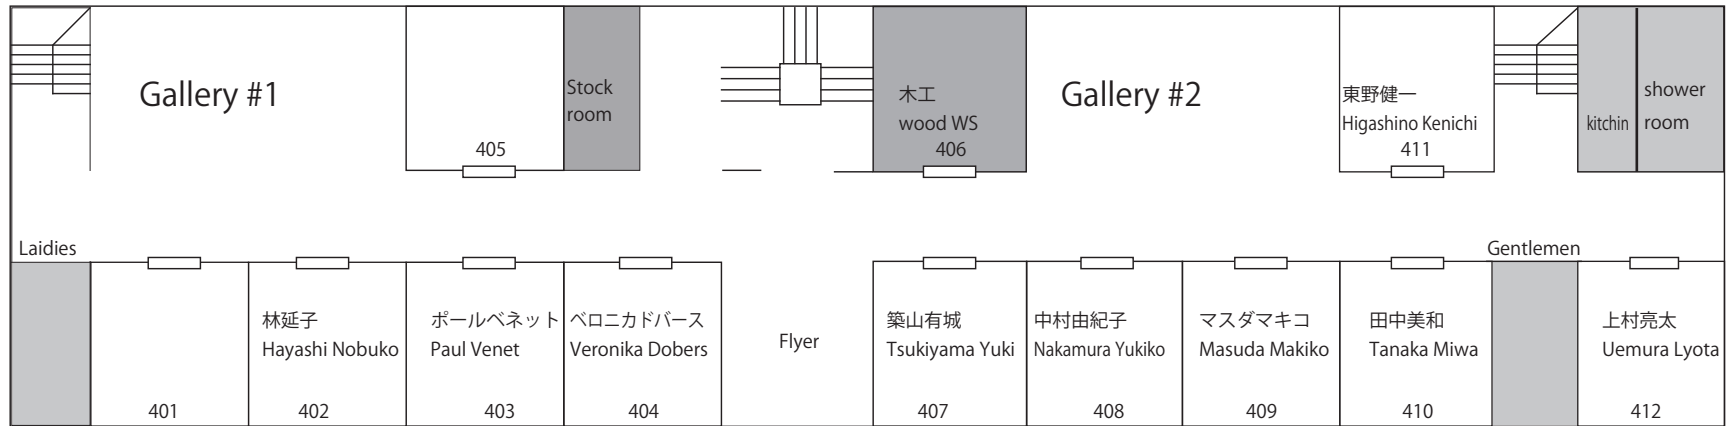 Gallery #1
405
Stock
room
木工
wood WS
406
Gallery #2
東野健一
Higashino Kenichi
411
kitchin
shower
room
Laidies
Gentlemen
401
林延子
Hayashi Nobuko
402
ポールベネット
Paul Venet
403
ベロニカドバース
Veronika Dobers
404
Flyer
築山有城
Tsukiyama Yuki
407
中村由紀子
Nakamura Yukiko
408
マスダマキコ
Masuda Makiko
409
田中美和
Tanaka Miwa
410
上村亮太
Uemura Lyota
412